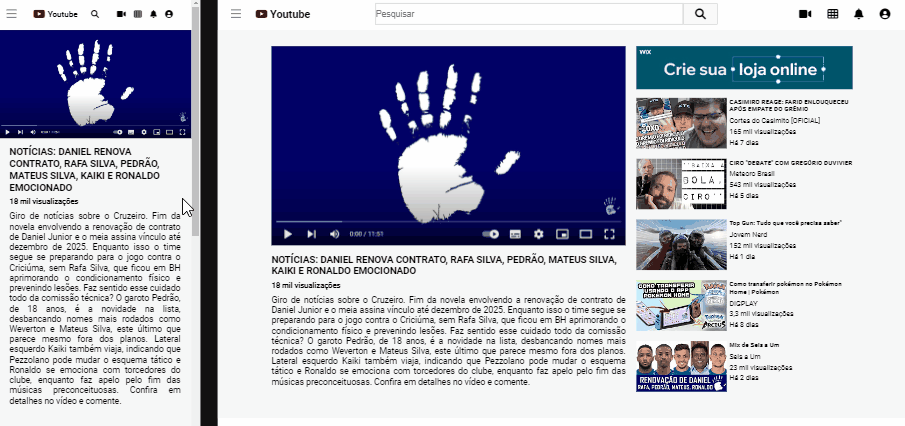 Youtube
NOTÍCIAS: DANIEL RENOVA
CONTRATO, RAFA SILVA, PEDRÃO,
MATEUS SILVA, KAIKI E RONALDO
EMOCIONADO
18 mil visualizações
Giro de notícias sobre o Cruzeiro. Fim da
novela envolvendo a renovação de contrato
de Daniel Junior e o meia assina vínculo até
dezembro de 2025. Enquanto isso o time
segue se preparando para o jogo contra o
Criciúma, sem Rafa Silva, que ficou em BH
aprimorando o condicionamento físico e
prevenindo lesões. Faz sentido esse cuidado
todo da comissão técnica? O garoto Pedrão,
de 18 anos, é a novidade na lista,
desbancando nomes mais rodados como
Weverton e Mateus Silva, este último que
parece mesmo fora dos planos. Lateral
esquerdo Kaiki também viaja, indicando que
Pezzolano pode mudar o esquema tático e
Ronaldo se emociona com torcedores do
clube, enquanto faz apelo pelo fim das
músicas preconceituosas. Confira em
detalhes no vídeo e comente.
Youtube
Pesquisar
0:00 / 11:51
NOTÍCIAS: DANIEL RENOVA CONTRATO, RAFA SILVA, PEDRÃO, MATEUS SILVA,
KAIKI E RONALDO EMOCIONADO
18 mil visualizações
Giro de notícias sobre o Cruzeiro. Fim da novela envolvendo a renovação de contrato de
Daniel Junior e o meia assina vínculo até dezembro de 2025. Enquanto isso o time segue se
preparando para o jogo contra o Criciúma, sem Rafa Silva, que ficou em BH aprimorando o
condicionamento físico e prevenindo lesões. Faz sentido esse cuidado todo da comissão
técnica? O garoto Pedrão, de 18 anos, é a novidade na lista, desbancando nomes mais
rodados como Weverton e Mateus Silva, este último que parece mesmo fora dos planos.
Lateral esquerdo Kaiki também viaja, indicando que Pezzolano pode mudar o esquema
tático e Ronaldo se emociona com torcedores do clube, enquanto faz apelo pelo fim das
músicas preconceituosas. Confira em detalhes no vídeo e comente.
WIX
Crie sua loja online
CASIMIRO REAGE: FARID ENLOUQUECEU
APÓS EMPATE DO GRÊMIO
Cortes do Casimito [OFICIAL]
165 mil visualizações
Há 7 dias
CIRO "DEBATE" COM GREGÓRIO DUVIVIER
Meteoro Brasil
543 mil visualizações
Há 5 dias
Top Gun: Tudo que você precisa saber"
Jovem Nerd
152 mil visualizações
Há 1 dia
COMO TRANSFERIR
USANDO O APP
POKÉMON HOME
ARCEUS
Como transferir pokémon no Pokémon
Home | Pokémon
DIGPLAY
3,3 mil visualizações
Há 8 dias
RENOVAÇÃO DE DANIEL
RAFA, PEDRÃO, MATEUS, RONALDO
Mix de Seis a Um
Seis a Um
23 mil visualizações
Há 2 dias